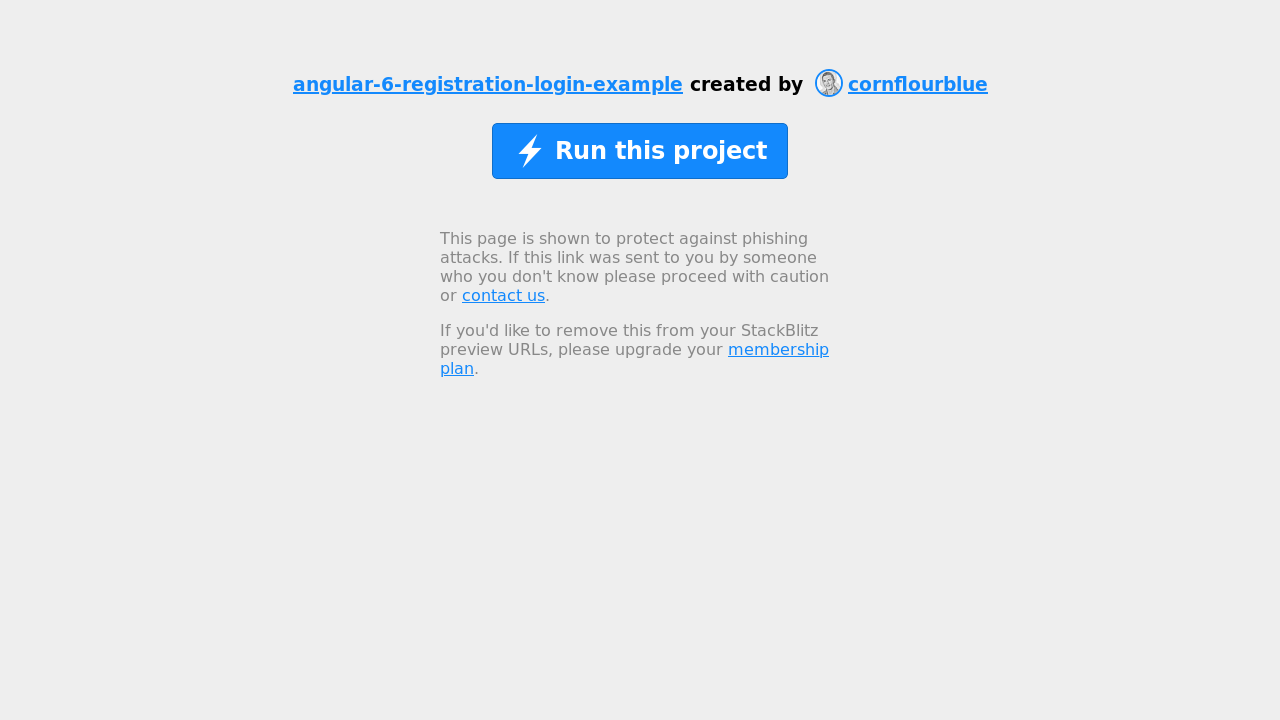 angular-6-registration-login-example created by cornflourblue
Run this project
This page is shown to protect against phishing
attacks. If this link was sent to you by someone
who you don't know please proceed with caution
or contact us.
If you'd like to remove this from your StackBlitz
preview URLs, please upgrade your membership
plan.